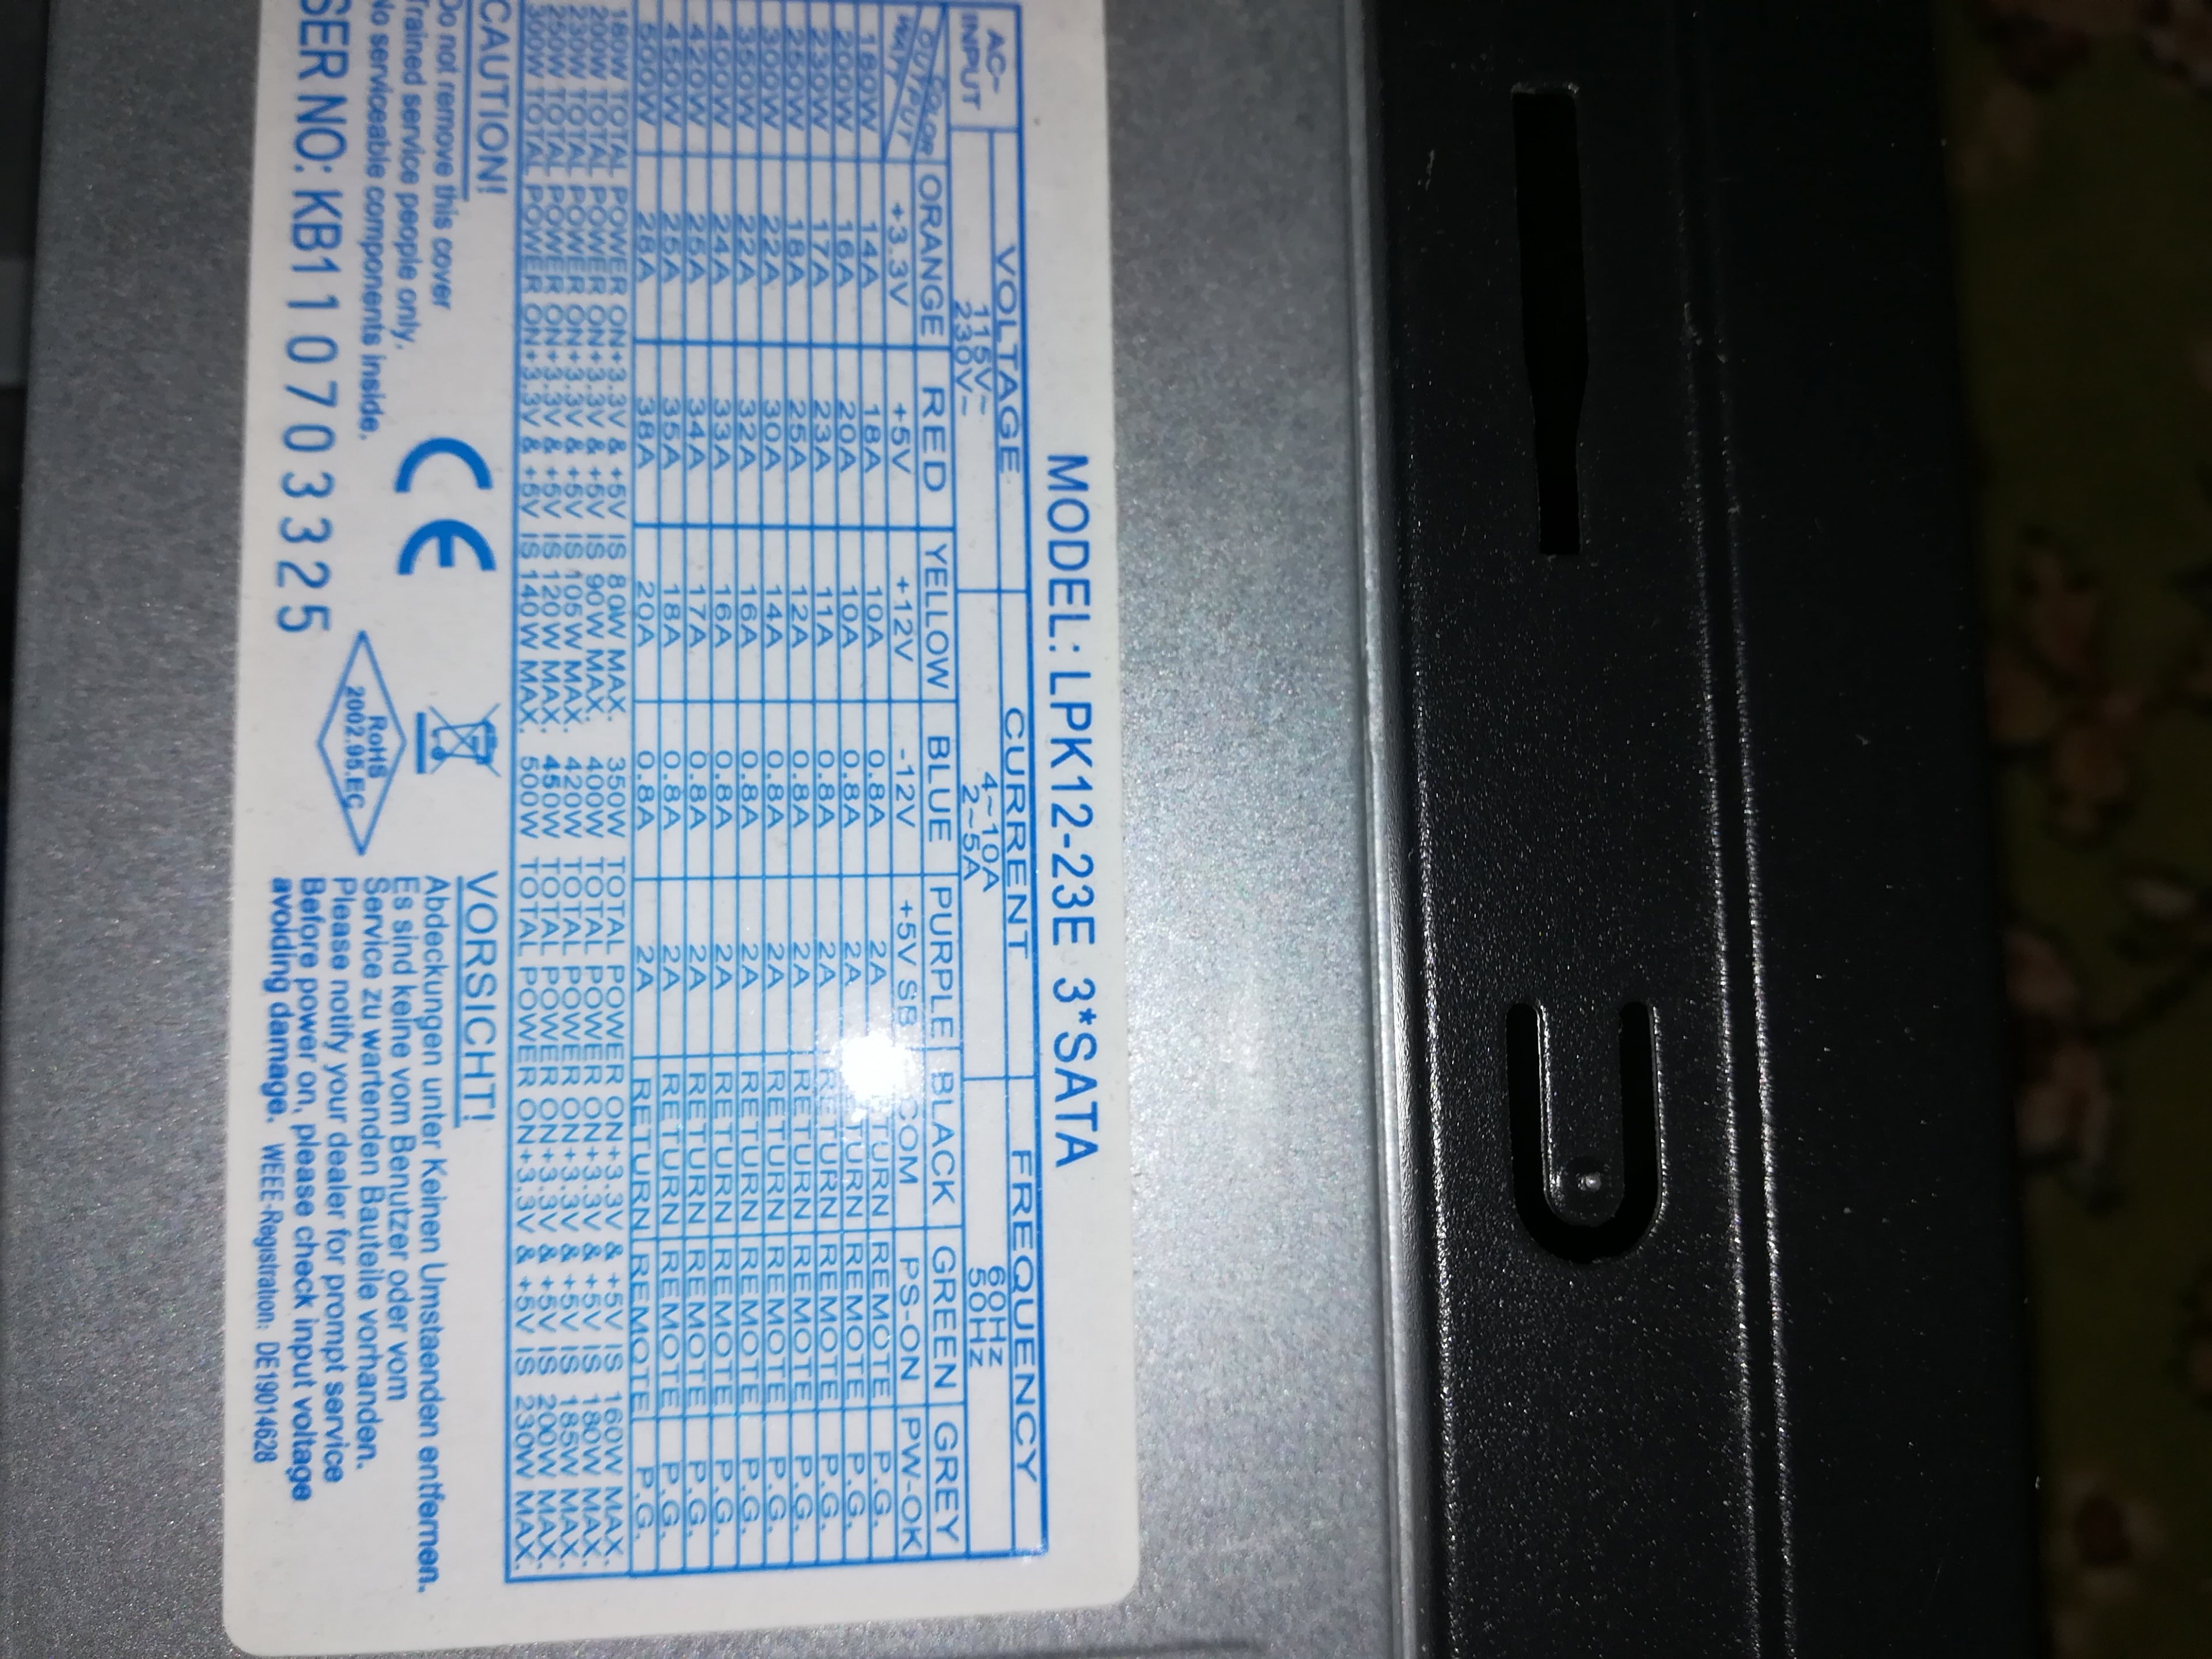 MODEL: LPK12-23E 3*SATA
AC~ INPUT VOLTAGE CURRENT FREQUENCY
115V~ 4~10A 60Hz
230V~ 2~5A 50Hz
COLOR ORANGE RED YELLOW BLUE PURPLE BLACK GREEN GREY
WATT OUTPUT +3.3V +5V +12V -12V +5V SB COM PS-ON PW-OK
180W 14A 18A 10A 0.8A 2A TURN REMOTE P.G.
200W 16A 20A 10A 0.8A 2A TURN REMOTE P.G.
230W 17A 23A 11A 0.8A 2A RETURN REMOTE P.G.
250W 18A 25A 12A 0.8A 2A RETURN REMOTE P.G.
300W 22A 30A 14A 0.8A 2A RETURN REMOTE P.G.
350W 22A 32A 16A 0.8A 2A RETURN REMOTE P.G.
400W 24A 33A 16A 0.8A 2A RETURN REMOTE P.G.
420W 25A 34A 17A 0.8A 2A RETURN REMOTE P.G.
450W 25A 35A 18A 0.8A 2A RETURN REMOTE P.G.
500W 28A 38A 20A 0.8A 2A RETURN REMOTE P.G.
180W TOTAL POWER ON+3.3V & +5V IS 80W MAX. 350W TOTAL POWER ON+3.3V & +5V IS 160W MAX.
200W TOTAL POWER ON+3.3V & +5V IS 90W MAX. 400W TOTAL POWER ON+3.3V & +5V IS 180W MAX.
230W TOTAL POWER ON+3.3V & +5V IS 105W MAX. 420W TOTAL POWER ON+3.3V & +5V IS 185W MAX.
250W TOTAL POWER ON+3.3V & +5V IS 120W MAX. 450W TOTAL POWER ON+3.3V & +5V IS 200W MAX.
300W TOTAL POWER ON+3.3V & +5V IS 140W MAX. 500W TOTAL POWER ON+3.3V & +5V IS 230W MAX.
CAUTION!
Do not remove this cover
Trained service people only,
No serviceable components inside.
SER NO: KB110703325
CE
RoHS
2002.95.EC
VORSICHT!
Abdeckungen unter Keinen Umstaenden entfernen.
Es sind keine vom Benutzer oder vom
Service zu wartenden Bauteile vorhanden.
Please notify your dealer for prompt service
Before power on, please check input voltage
avoiding damage. WEEE-Registration: DE19014628